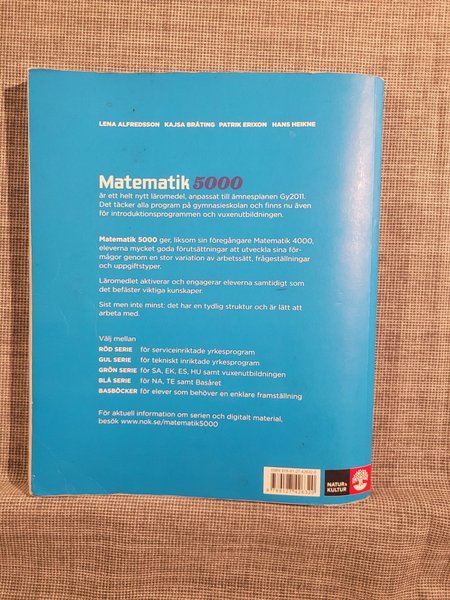 LENA ALFREDSSON KAJSA BRÅTING PATRIK ERIXON HANS HEIKNE
Matematik 5000
är ett helt nytt läromedel, anpassat till ämnesplanen Gy2011.
Det täcker alla program på gymnasieskolan och finns nu även
för introduktionsprogrammen och vuxenutbildningen.
Matematik 5000 ger, liksom sin föregångare Matematik 4000,
eleverna mycket goda förutsättningar att utveckla sina för-
mågor genom en stor variation av arbetssätt, frågeställningar
och uppgiftstyper.
Läromedlet aktiverar och engagerar eleverna samtidigt som
det befäster viktiga kunskaper.
Sist men inte minst: det har en tydlig struktur och är lätt att
arbeta med.
Välj mellan
RÖD SERIE för serviceinriktade yrkesprogram
GUL SERIE för tekniskt inriktade yrkesprogram
GRÖN SERIE för SA, EK, ES, HU samt vuxenutbildningen
BLÅ SERIE för NA, TE samt Basåret
BASBÖCKER för elever som behöver en enklare framställning
För aktuell information om serien och digitalt material,
besök www.nok.se/matematik5000
NATUR &
KULTUR